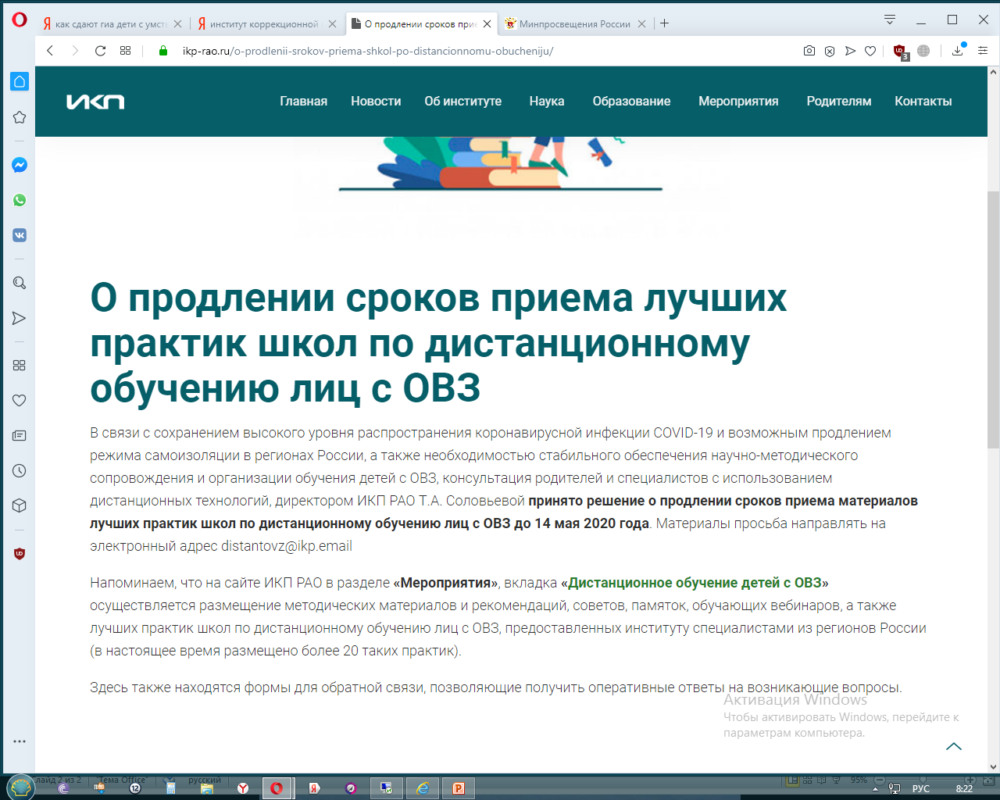 как сдают гиа дети с умст
институт коррекционной
О продлении сроков прие
Минпросвещения России
ikp-rao.ru/o-prodlenii-srokov-priema-shkol-po-distancionnomu-obucheniju/
3
ИКП
Главная Новости Об институте Наука Образование Мероприятия Родителям Контакты
О продлении сроков приема лучших
практик школ по дистанционному
обучению лиц с ОВЗ
В связи с сохранением высокого уровня распространения коронавирусной инфекции COVID-19 и возможным продлением
режима самоизоляции в регионах России, а также необходимостью стабильного обеспечения научно-методического
сопровождения и организации обучения детей с ОВЗ, консультация родителей и специалистов с использованием
дистанционных технологий, директором ИКП РАО Т.А. Соловьевой принято решение о продлении сроков приема материалов
лучших практик школ по дистанционному обучению лиц с ОВЗ до 14 мая 2020 года. Материалы просьба направлять на
электронный адрес distantovz@ikp.email
Напоминаем, что на сайте ИКП РАО в разделе «Мероприятия», вкладка «Дистанционное обучение детей с ОВЗ»
осуществляется размещение методических материалов и рекомендаций, советов, памяток, обучающих вебинаров, а также
лучших практик школ по дистанционному обучению лиц с ОВЗ, предоставленных институту специалистами из регионов России
(в настоящее время размещено более 20 таких практик).
Здесь также находятся формы для обратной связи, позволяющие получить оперативные ответы на возникающие вопросы.
Активация Windows
Чтобы активировать Windows, перейдите к
параметрам компьютера.
лайд 2 из 2 "Тема Office" русский 95%
12
РУС 8:22